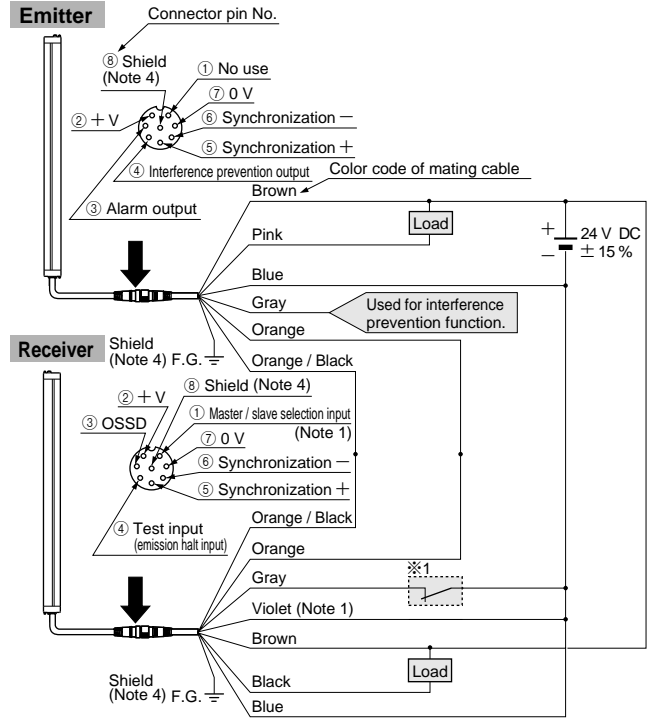 Emitter
Connector pin No.
⑧ Shield
(Note 4)
① No use
⑦ 0 V
② + V
⑥ Synchronization －
⑤ Synchronization ＋
④ Interference prevention output
③ Alarm output
Color code of mating cable
Brown
Load
Pink
+
－
24 V DC
± 15 %
Blue
Gray
Used for interference
prevention function.
Orange
Shield
(Note 4) F.G.
Orange / Black
Receiver
② + V
⑧ Shield (Note 4)
③ OSSD
① Master / slave selection input
(Note 1)
⑦ 0 V
⑥ Synchronization －
⑤ Synchronization ＋
④ Test input
(emission halt input)
Orange / Black
Orange
Gray
※1
Violet (Note 1)
Brown
Load
Shield
(Note 4) F.G.
Black
Blue